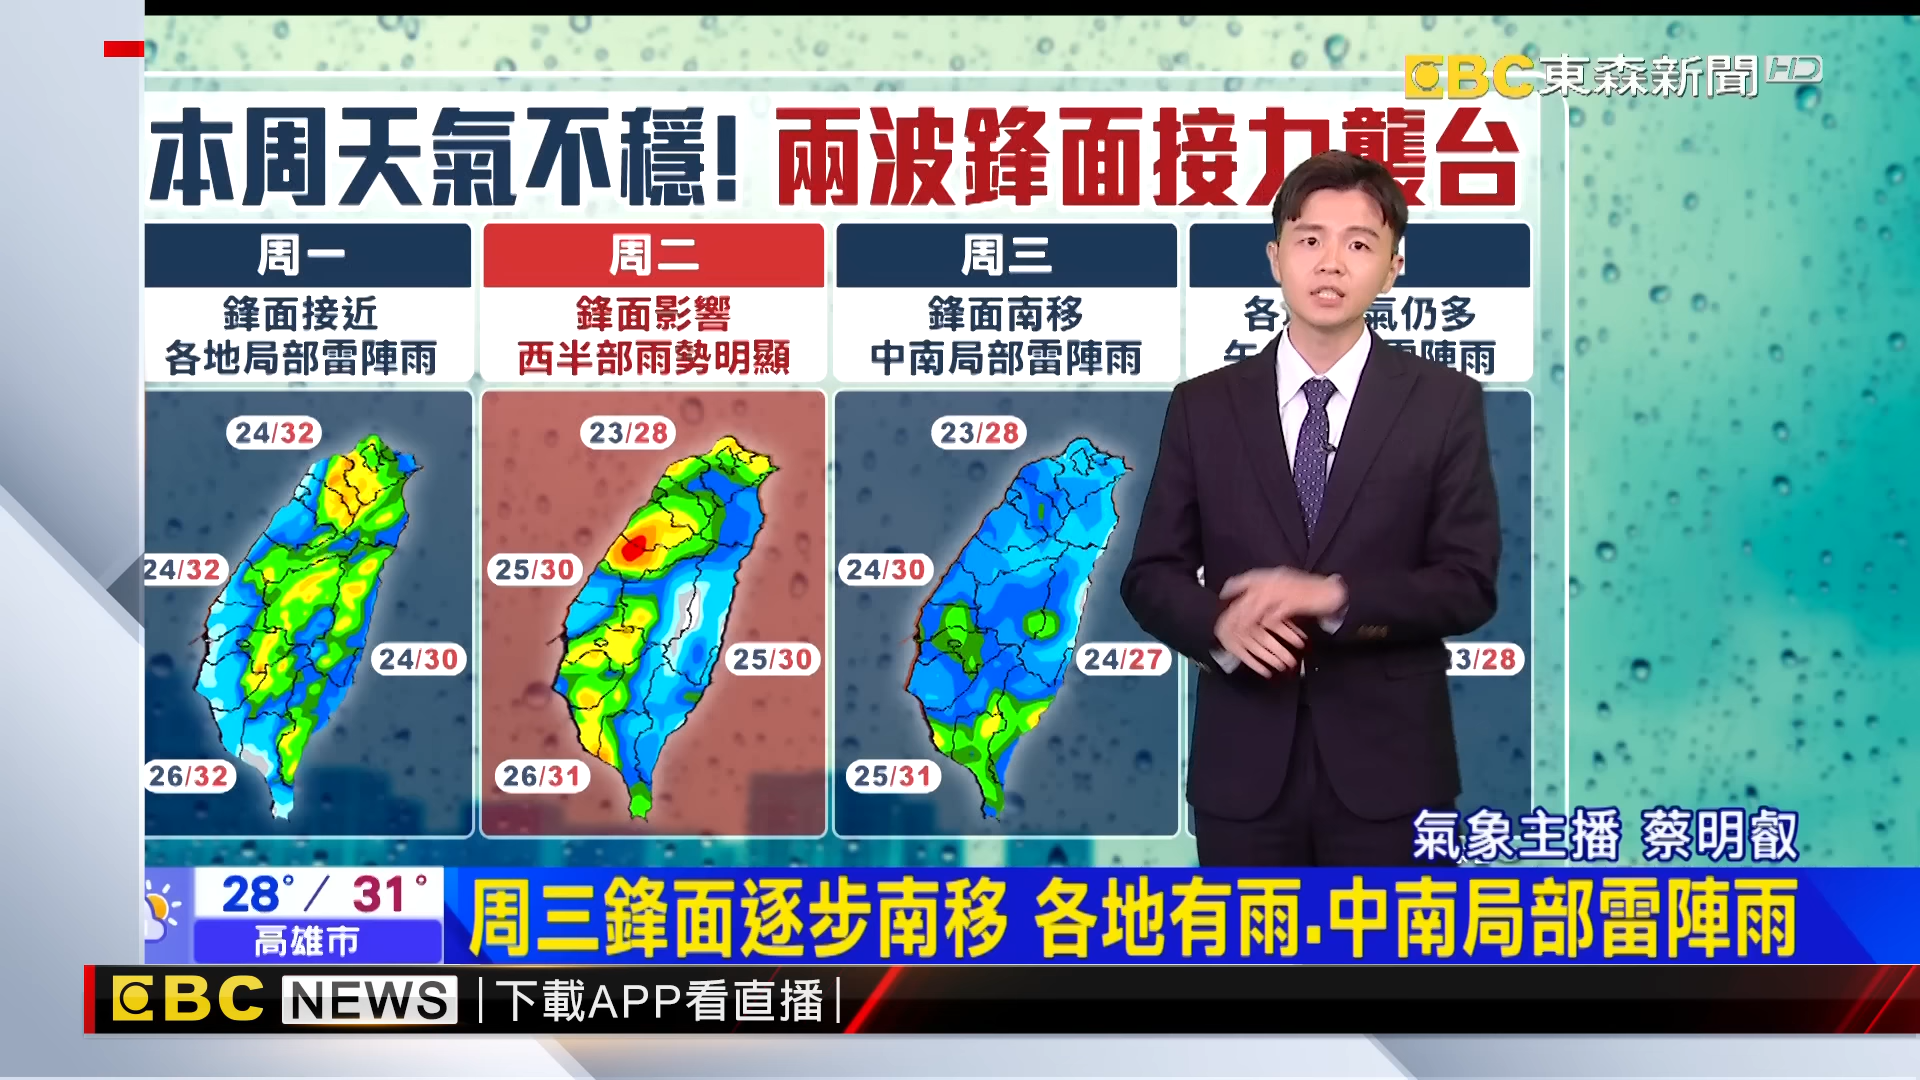 EBC東森新聞HD
本周天氣不穩! 兩波鋒面接力襲台
周一
鋒面接近
各地局部雷陣雨
24/32
24/32
24/30
26/32
周二
鋒面影響
西半部雨勢明顯
23/28
25/30
25/30
26/31
周三
鋒面南移
中南局部雷陣雨
23/28
24/30
24/27
25/31
各 氣仍多
午 雷陣雨
3/28
氣象主播 蔡明叡
28°/ 31°
高雄市
周三鋒面逐步南移 各地有雨.中南局部雷陣雨
EBC NEWS |下載APP看直播|